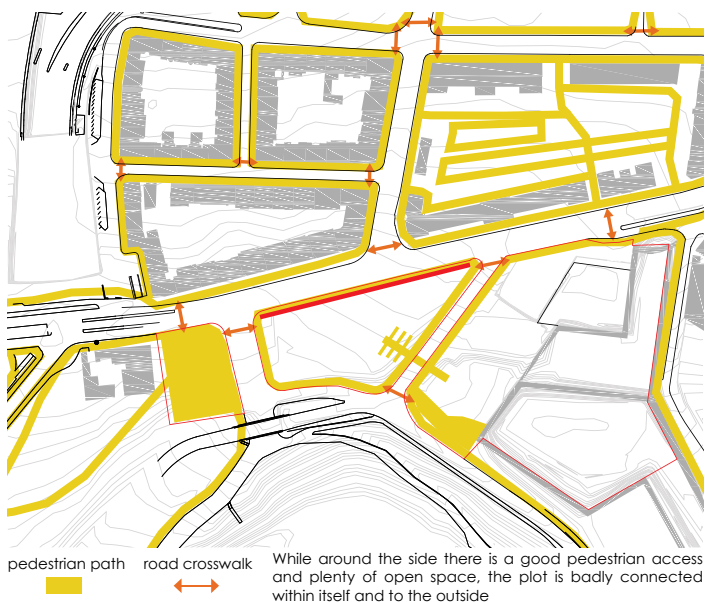 pedestrian path
road crosswalk
While around the side there is a good pedestrian access
and plenty of open space, the plot is badly connected
within itself and to the outside